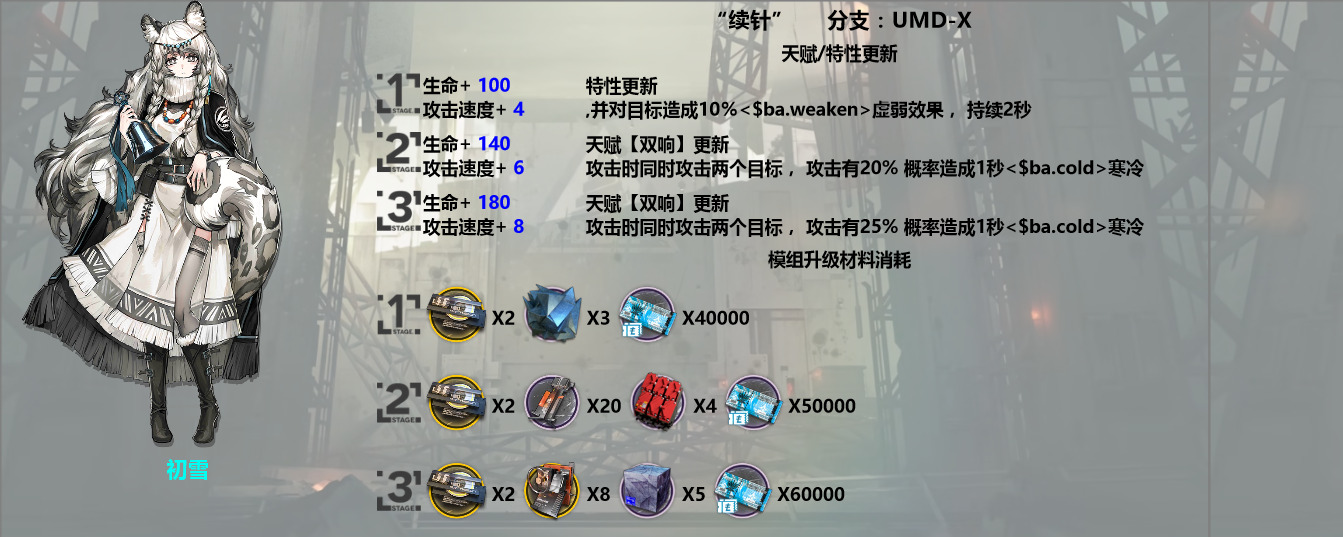 “续针” 分支：UMD-X
天赋/特性更新
1 STAGE. 生命+ 100 特性更新
攻击速度+ 4 ,并对目标造成10%<$ba.weaken>虚弱效果，持续2秒
2 STAGE. 生命+ 140 天赋【双响】更新
攻击速度+ 6 攻击时同时攻击两个目标，攻击有20% 概率造成1秒<$ba.cold>寒冷
3 STAGE. 生命+ 180 天赋【双响】更新
攻击速度+ 8 攻击时同时攻击两个目标，攻击有25% 概率造成1秒<$ba.cold>寒冷
模组升级材料消耗
1 STAGE. X2 X3 X40000
2 STAGE. X2 X20 X4 X50000
3 STAGE. X2 X8 X5 X60000
初雪